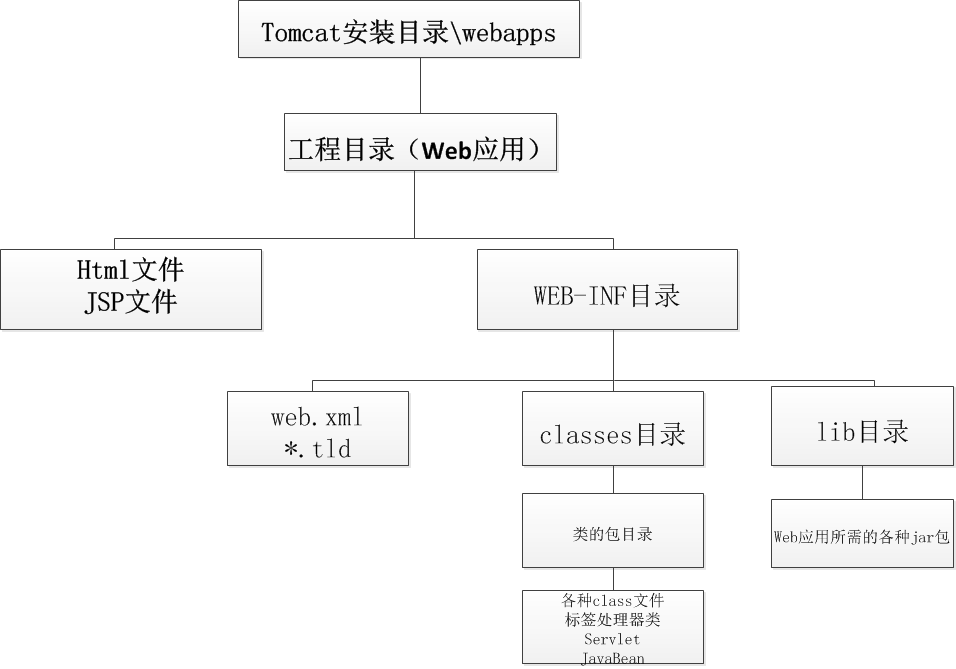 Tomcat安装目录\webapps
工程目录（Web应用）
Html文件
JSP文件
WEB-INF目录
web.xml
*.tld
classes目录
lib目录
类的包目录
Web应用所需的各种jar包
各种class文件
标签处理器类
Servlet
JavaBean